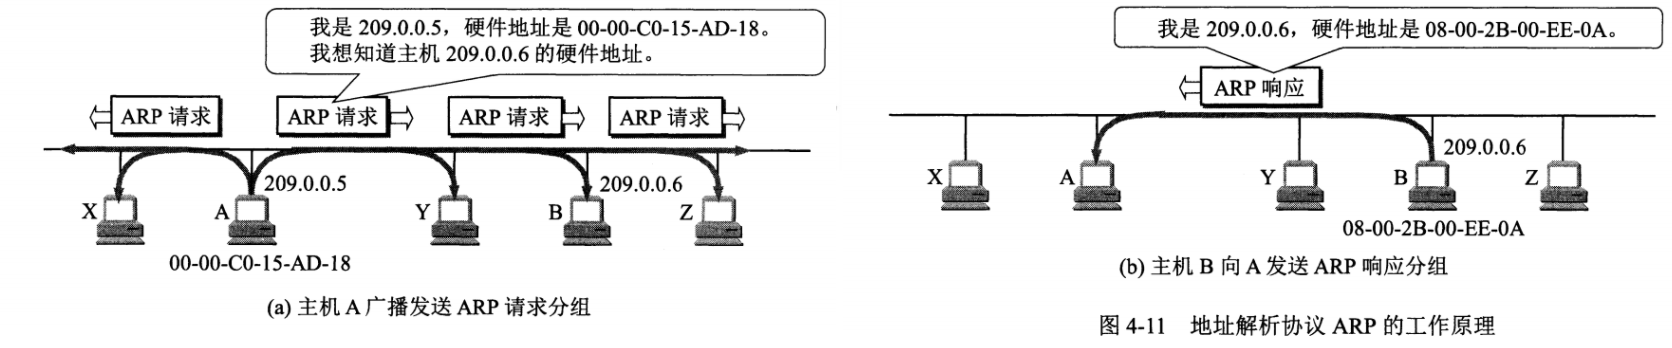 我是 209.0.0.5，硬件地址是 00-00-C0-15-AD-18。
我想知道主机 209.0.0.6 的硬件地址。
ARP 请求
ARP 请求
ARP 请求
ARP 请求
209.0.0.5
209.0.0.6
X
A
Y
B
Z
00-00-C0-15-AD-18
(a) 主机 A 广播发送 ARP 请求分组
我是 209.0.0.6，硬件地址是 08-00-2B-00-EE-0A。
ARP 响应
209.0.0.6
X
A
Y
B
Z
08-00-2B-00-EE-0A
(b) 主机 B 向 A 发送 ARP 响应分组
图 4-11 地址解析协议 ARP 的工作原理